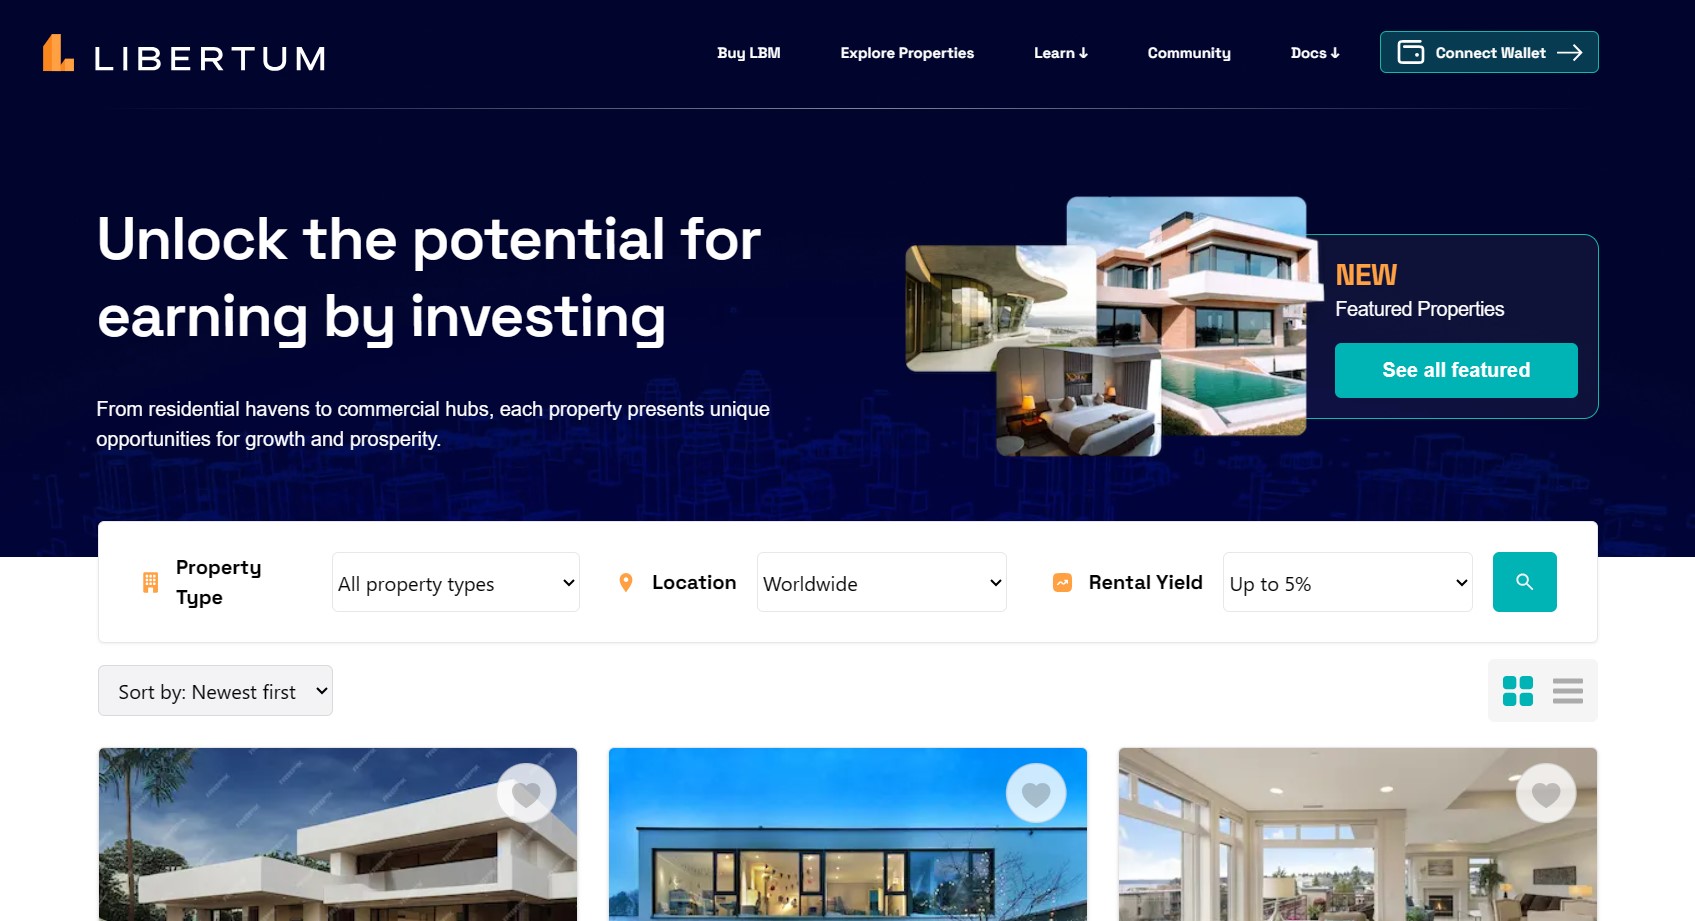 LIBERTUM
Buy LBM
Explore Properties
Learn ↓
Community
Docs ↓
Connect Wallet
Unlock the potential for
earning by investing
From residential havens to commercial hubs, each property presents unique
opportunities for growth and prosperity.
NEW
Featured Properties
See all featured
Property
Type
All property types
Location
Worldwide
Rental Yield
Up to 5%
Sort by: Newest first